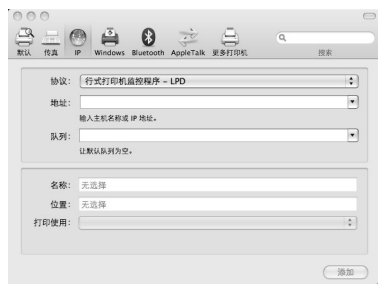 默认 传真 IP Windows Bluetooth AppleTalk 更多打印机 搜索
协议: 行式打印机监控程序 – LPD
地址:
输入主机名称或 IP 地址。
队列:
让默认队列为空。
名称: 无选择
位置: 无选择
打印使用:
添加